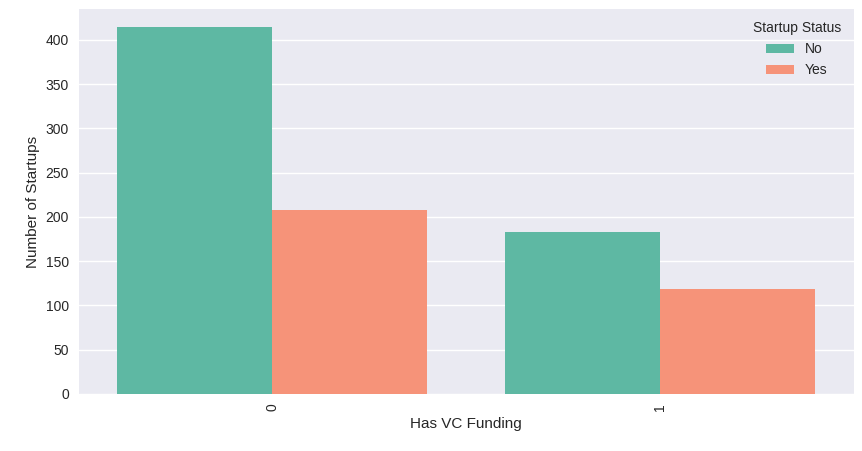 Startup Status
No
Yes
Number of Startups
400
350
300
250
200
150
100
50
0
0
1
Has VC Funding